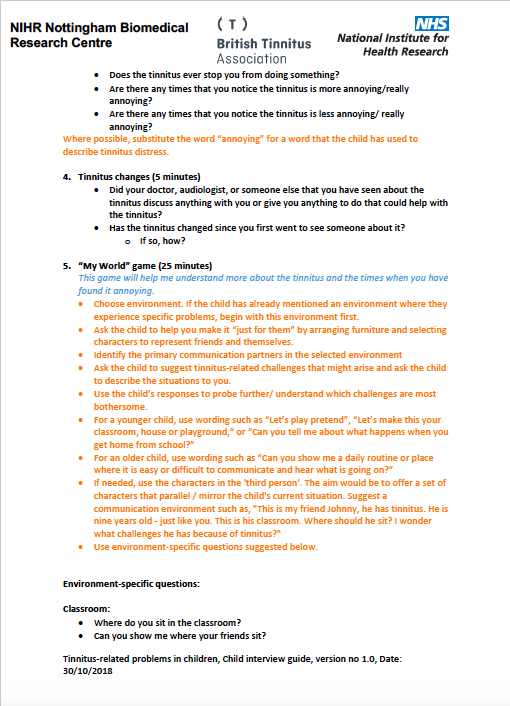 NIHR Nottingham Biomedical
Research Centre
( T )
British Tinnitus
Association
NHS
National Institute for
Health Research
• Does the tinnitus ever stop you from doing something?
• Are there any times that you notice the tinnitus is more annoying/really
annoying?
• Are there any times that you notice the tinnitus is less annoying/ really
annoying?
Where possible, substitute the word “annoying” for a word that the child has used to
describe tinnitus distress.
4. Tinnitus changes (5 minutes)
• Did your doctor, audiologist, or someone else that you have seen about the
tinnitus discuss anything with you or give you anything to do that could help with
the tinnitus?
• Has the tinnitus changed since you first went to see someone about it?
o If so, how?
5. “My World” game (25 minutes)
This game will help me understand more about the tinnitus and the times when you have
found it annoying.
• Choose environment. If the child has already mentioned an environment where they
experience specific problems, begin with this environment first.
• Ask the child to help you make it “just for them” by arranging furniture and selecting
characters to represent friends and themselves.
• Identify the primary communication partners in the selected environment
• Ask the child to suggest tinnitus-related challenges that might arise and ask the child
to describe the situations to you.
• Use the child’s responses to probe further/ understand which challenges are most
bothersome.
• For a younger child, use wording such as “Let’s play pretend”, “Let’s make this your
classroom, house or playground,” or “Can you tell me about what happens when you
get home from school?”
• For an older child, use wording such as “Can you show me a daily routine or place
where it is easy or difficult to communicate and hear what is going on?”
• If needed, use the characters in the 'third person'. The aim would be to offer a set of
characters that parallel / mirror the child's current situation. Suggest a
communication environment such as, "This is my friend Johnny, he has tinnitus. He is
nine years old - just like you. This is his classroom. Where should he sit? I wonder
what challenges he has because of tinnitus?"
• Use environment-specific questions suggested below.
Environment-specific questions:
Classroom:
• Where do you sit in the classroom?
• Can you show me where your friends sit?
Tinnitus-related problems in children, Child interview guide, version no 1.0, Date:
30/10/2018